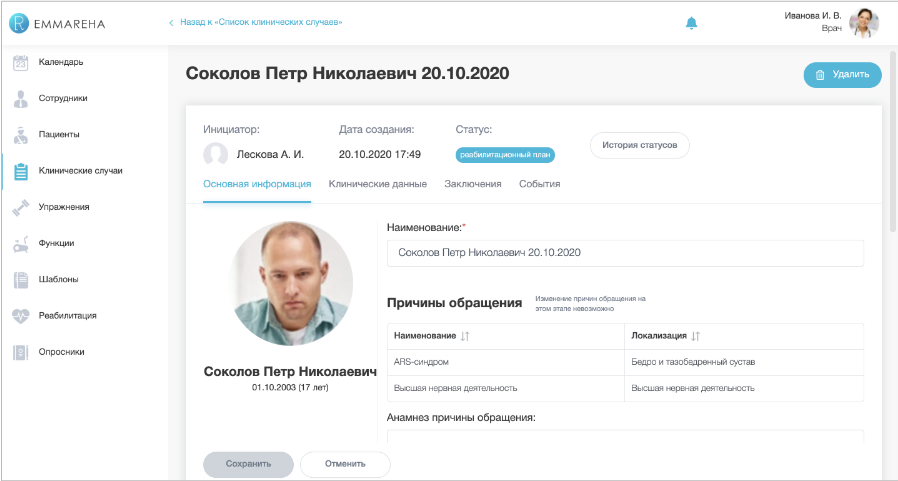 EMMAREHA
Назад к «Список клинических случаев»
Иванова И. В.
Врач
23
Календарь
Сотрудники
Пациенты
Клинические случаи
Упражнения
Функции
Шаблоны
Реабилитация
Опросники
Соколов Петр Николаевич 20.10.2020
Удалить
Инициатор:
Дата создания:
Статус:
Лескова А. И.
20.10.2020 17:49
реабилитационный план
История статусов
Основная информация
Клинические данные
Заключения
События
Наименование:*
Соколов Петр Николаевич 20.10.2020
Причины обращения
Изменение причин обращения на
этом этапе невозможно
Наименование
Локализация
ARS-синдром
Бедро и тазобедренный сустав
Высшая нервная деятельность
Высшая нервная деятельность
Анамнез причины обращения:
Соколов Петр Николаевич
01.10.2003 (17 лет)
Сохранить
Отменить